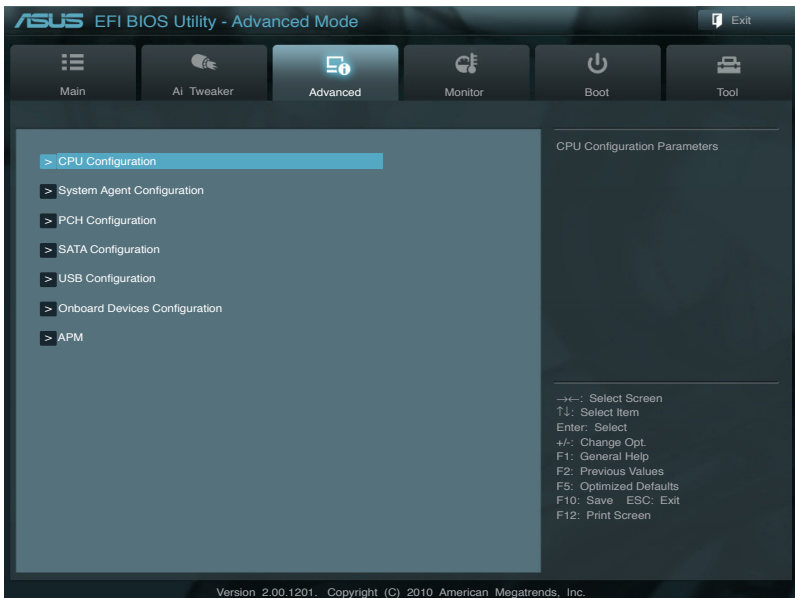 ASUS EFI BIOS Utility - Advanced Mode
Exit
Main
Ai Tweaker
Advanced
Monitor
Boot
Tool
> CPU Configuration
> System Agent Configuration
> PCH Configuration
> SATA Configuration
> USB Configuration
> Onboard Devices Configuration
> APM
CPU Configuration Parameters
→←: Select Screen
↑↓: Select Item
Enter: Select
+/-: Change Opt.
F1: General Help
F2: Previous Values
F5: Optimized Defaults
F10: Save ESC: Exit
F12: Print Screen
Version 2.00.1201. Copyright (C) 2010 American Megatrends, Inc.